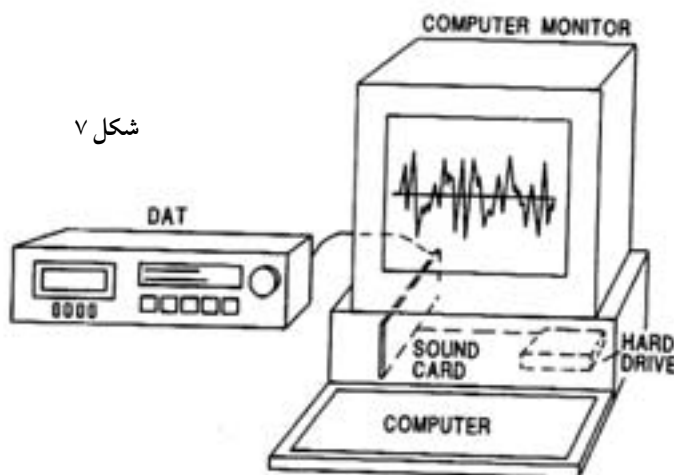 COMPUTER MONITOR
شکل ۷
DAT
SOUND
CARD
HARD
DRIVE
COMPUTER